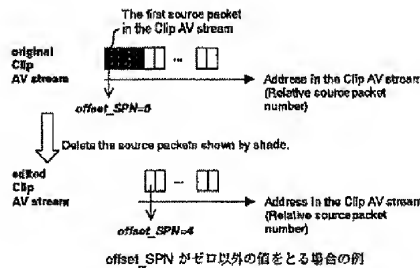 The first source packet
in the Clip AV stream
original
Clip
AV stream
...
Address in the Clip AV stream
(Relative source packet
number)
offset_SPN=0
Delete the source packets shown by shade.
edited
Clip
AV stream
...
Address in the Clip AV stream
(Relative source packet
number)
offset_SPN=4
offset_SPN がゼロ以外の値をとる場合の例